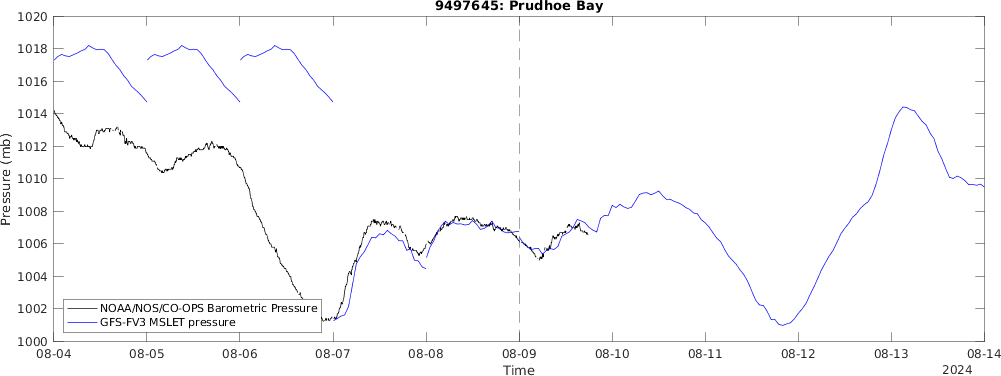 9497645: Prudhoe Bay
1020
1018
1016
1014
1012
1010
1008
1006
1004
1002
1000
Pressure (mb)
NOAA/NOS/CO-OPS Barometric Pressure
GFS-FV3 MSLET pressure
08-04 08-05 08-06 08-07 08-08 08-09 08-10 08-11 08-12 08-13 08-14
Time
2024